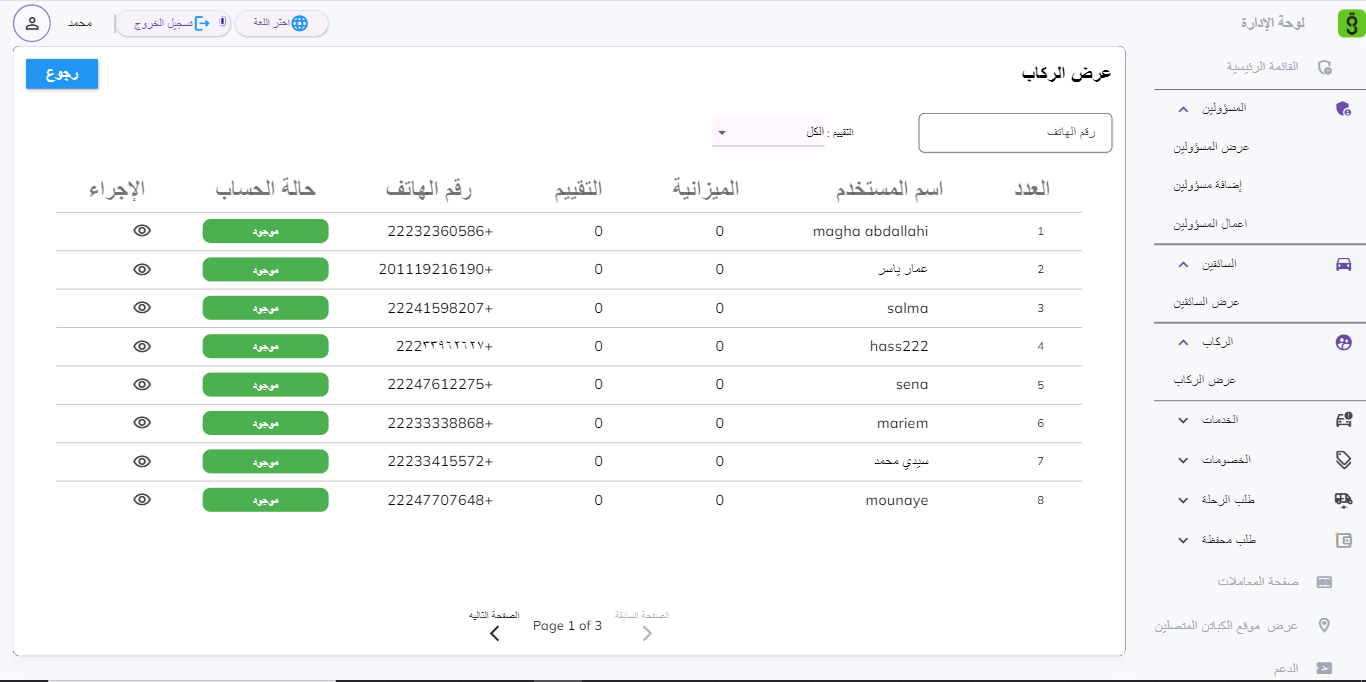 لوحة الإدارة
اختر اللغة
تسجيل الخروج
محمد
القائمة الرئيسية
المسؤولين
عرض المسؤولين
إضافة مسؤولين
اعمال المسؤولين
السائقين
عرض السائقين
الركاب
عرض الركاب
الخدمات
الخصومات
طلب الرحلة
طلب محفظة
صفحة المعاملات
عرض موقع الكباتن المتصلين
الدعم
عرض الركاب
رجوع
رقم الهاتف
التقييم : الكل
العدد اسم المستخدم الميزانية التقييم رقم الهاتف حالة الحساب الإجراء
1 magha abdallahi 0 0 22232360586+ موجود
2 عمار ياسر 0 0 201119216190+ موجود
3 salma 0 0 22241598207+ موجود
4 hass222 0 0 222٣٣٩٦٢٦٢٧+ موجود
5 sena 0 0 22247612275+ موجود
6 mariem 0 0 22233338868+ موجود
7 سيدي محمد 0 0 22233415572+ موجود
8 mounaye 0 0 22247707648+ موجود
الصفحة السابقة
Page 1 of 3
الصفحة التاليه